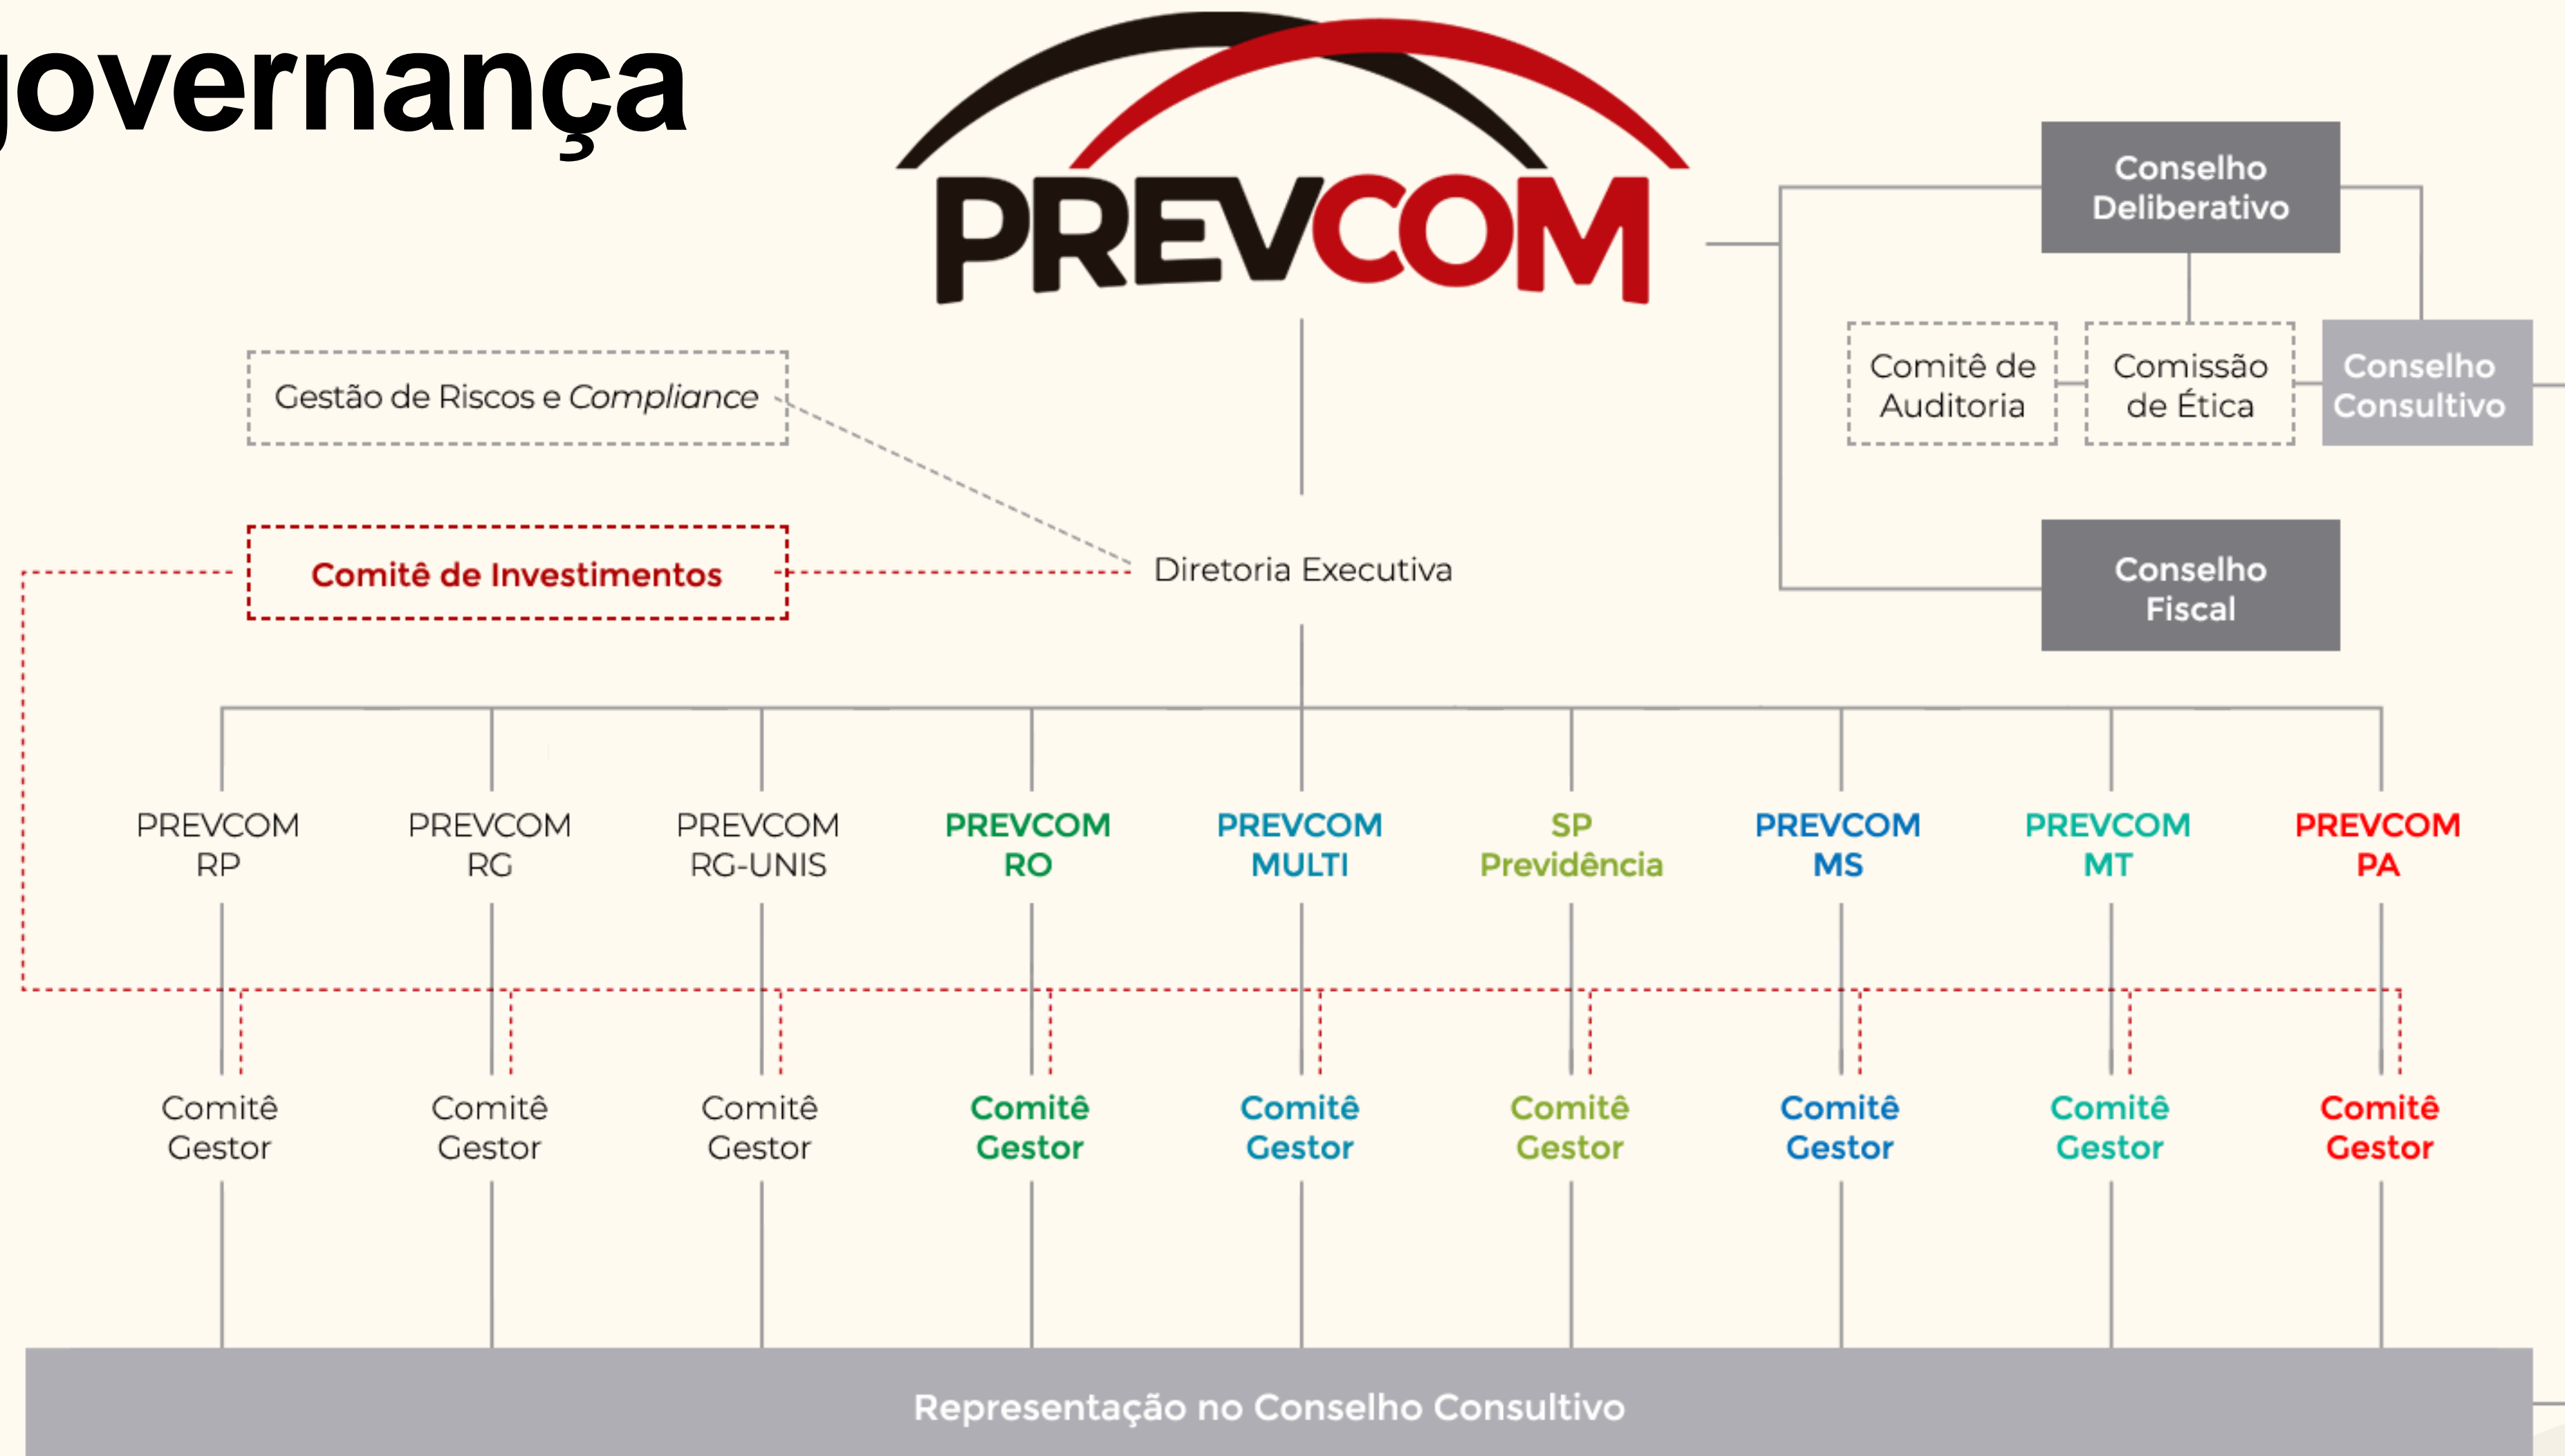 governança
PREVCOM
Conselho
Deliberativo
Comitê de
Auditoria
Comissão
de Ética
Conselho
Consultivo
Gestão de Riscos e Compliance
Comitê de Investimentos
Diretoria Executiva
Conselho
Fiscal
PREVCOM
RP
PREVCOM
RG
PREVCOM
RG-UNIS
PREVCOM
RO
PREVCOM
MULTI
SP
Previdência
PREVCOM
MS
PREVCOM
MT
PREVCOM
PA
Comitê
Gestor
Comitê
Gestor
Comitê
Gestor
Comitê
Gestor
Comitê
Gestor
Comitê
Gestor
Comitê
Gestor
Comitê
Gestor
Comitê
Gestor
Representação no Conselho Consultivo